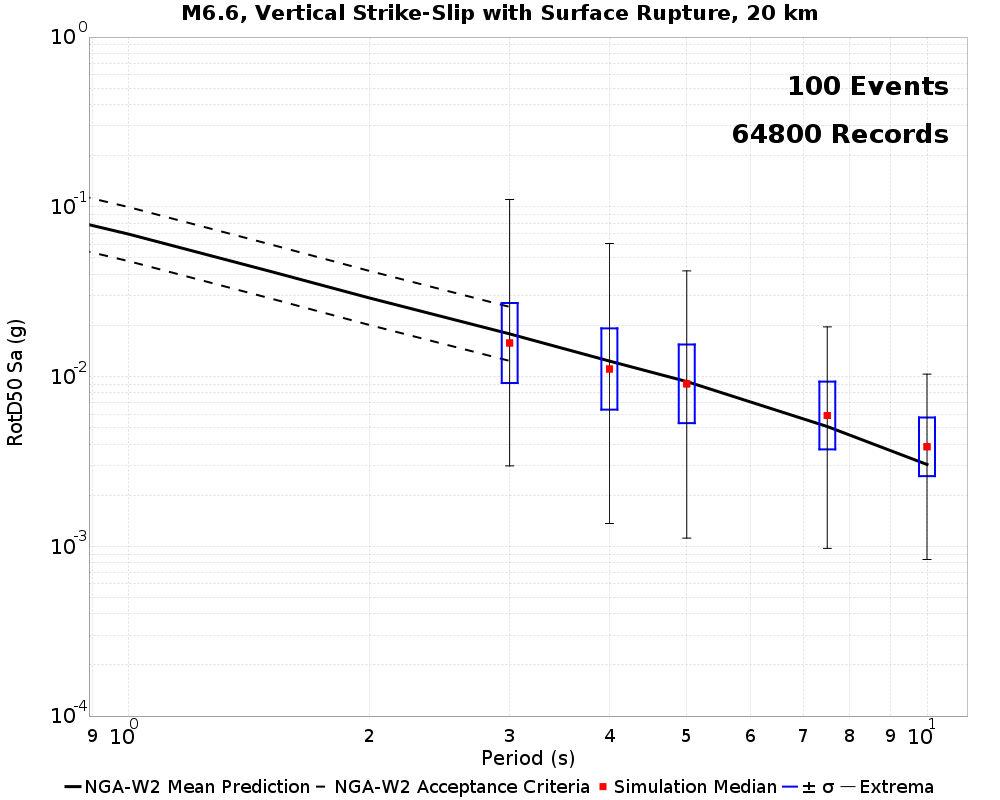 M6.6, Vertical Strike-Slip with Surface Rupture, 20 km
100 Events
64800 Records
RotD50 Sa (g)
10^0
10^-1
10^-2
10^-3
10^-4
9 10^0 2 3 4 5 6 7 8 9 10^1
Period (s)
NGA-W2 Mean Prediction NGA-W2 Acceptance Criteria Simulation Median ± σ Extrema